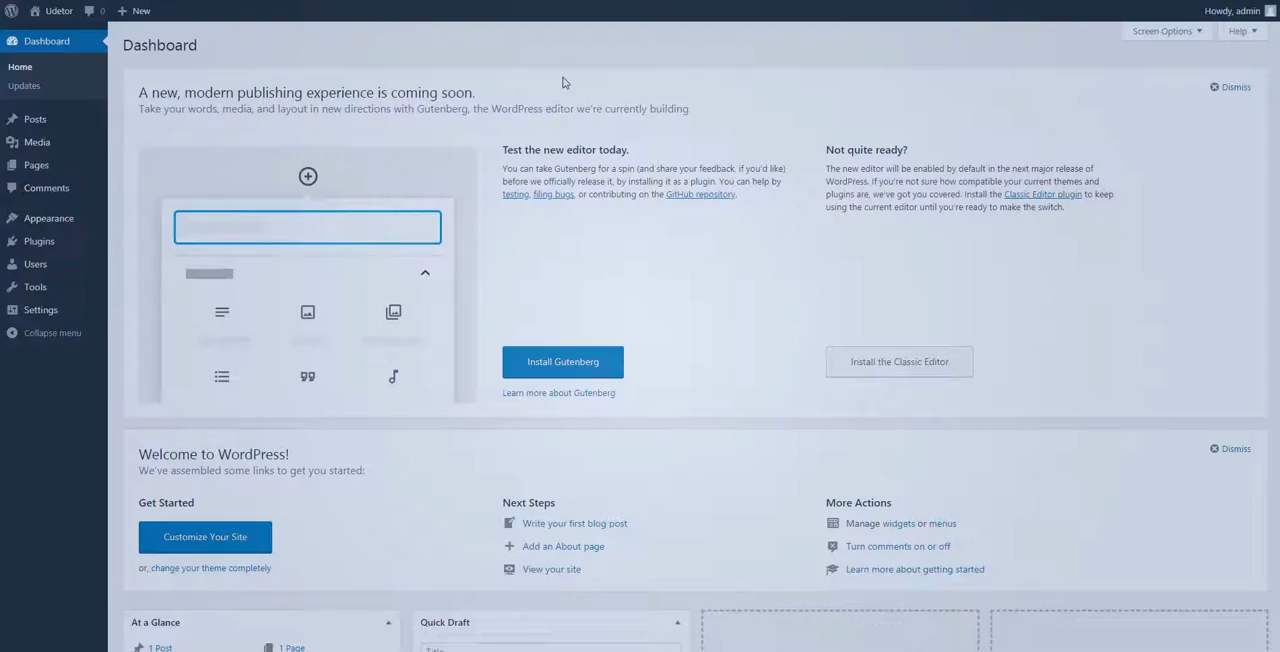 Udetor
0
New
Howdy, admin
Dashboard
Home
Updates
Posts
Media
Pages
Comments
Appearance
Plugins
Users
Tools
Settings
Collapse menu
Dashboard
Screen Options
Help
A new, modern publishing experience is coming soon.
Take your words, media, and layout in new directions with Gutenberg, the WordPress editor we're currently building.
Dismiss
Test the new editor today.
You can take Gutenberg for a spin (and share your feedback, if you'd like)
before we officially release it, by installing it as a plugin. You can help by
testing, filing bugs, or contributing on the GitHub repository.
Install Gutenberg
Learn more about Gutenberg
Not quite ready?
The new editor will be enabled by default in the next major release of
WordPress. If you're not sure how compatible your current themes and
plugins are, we've got you covered. Install the Classic Editor plugin to keep
using the current editor until you're ready to make the switch.
Install the Classic Editor
Welcome to WordPress!
We've assembled some links to get you started:
Dismiss
Get Started
Customize Your Site
or, change your theme completely
Next Steps
Write your first blog post
Add an About page
View your site
More Actions
Manage widgets or menus
Turn comments on or off
Learn more about getting started
At a Glance
1 Post
1 Page
Quick Draft
Title